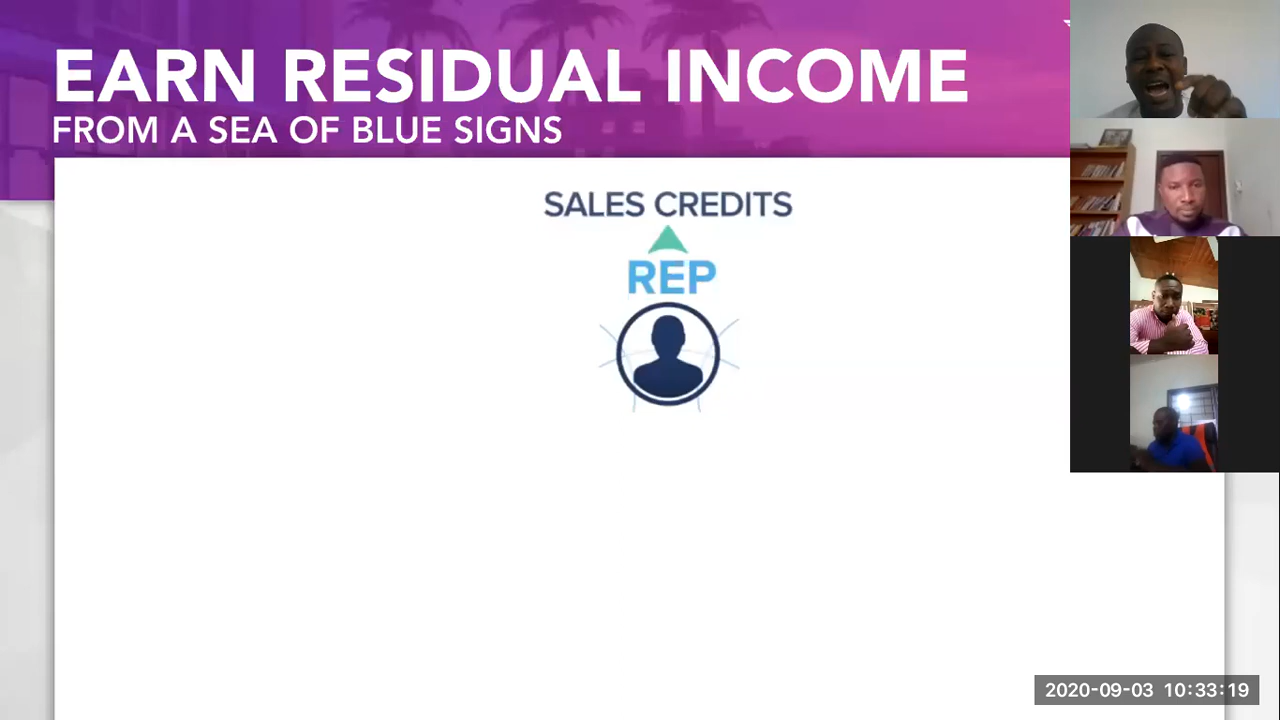 EARN RESIDUAL INCOME
FROM A SEA OF BLUE SIGNS
SALES CREDITS
REP
2020-09-03 10:33:19